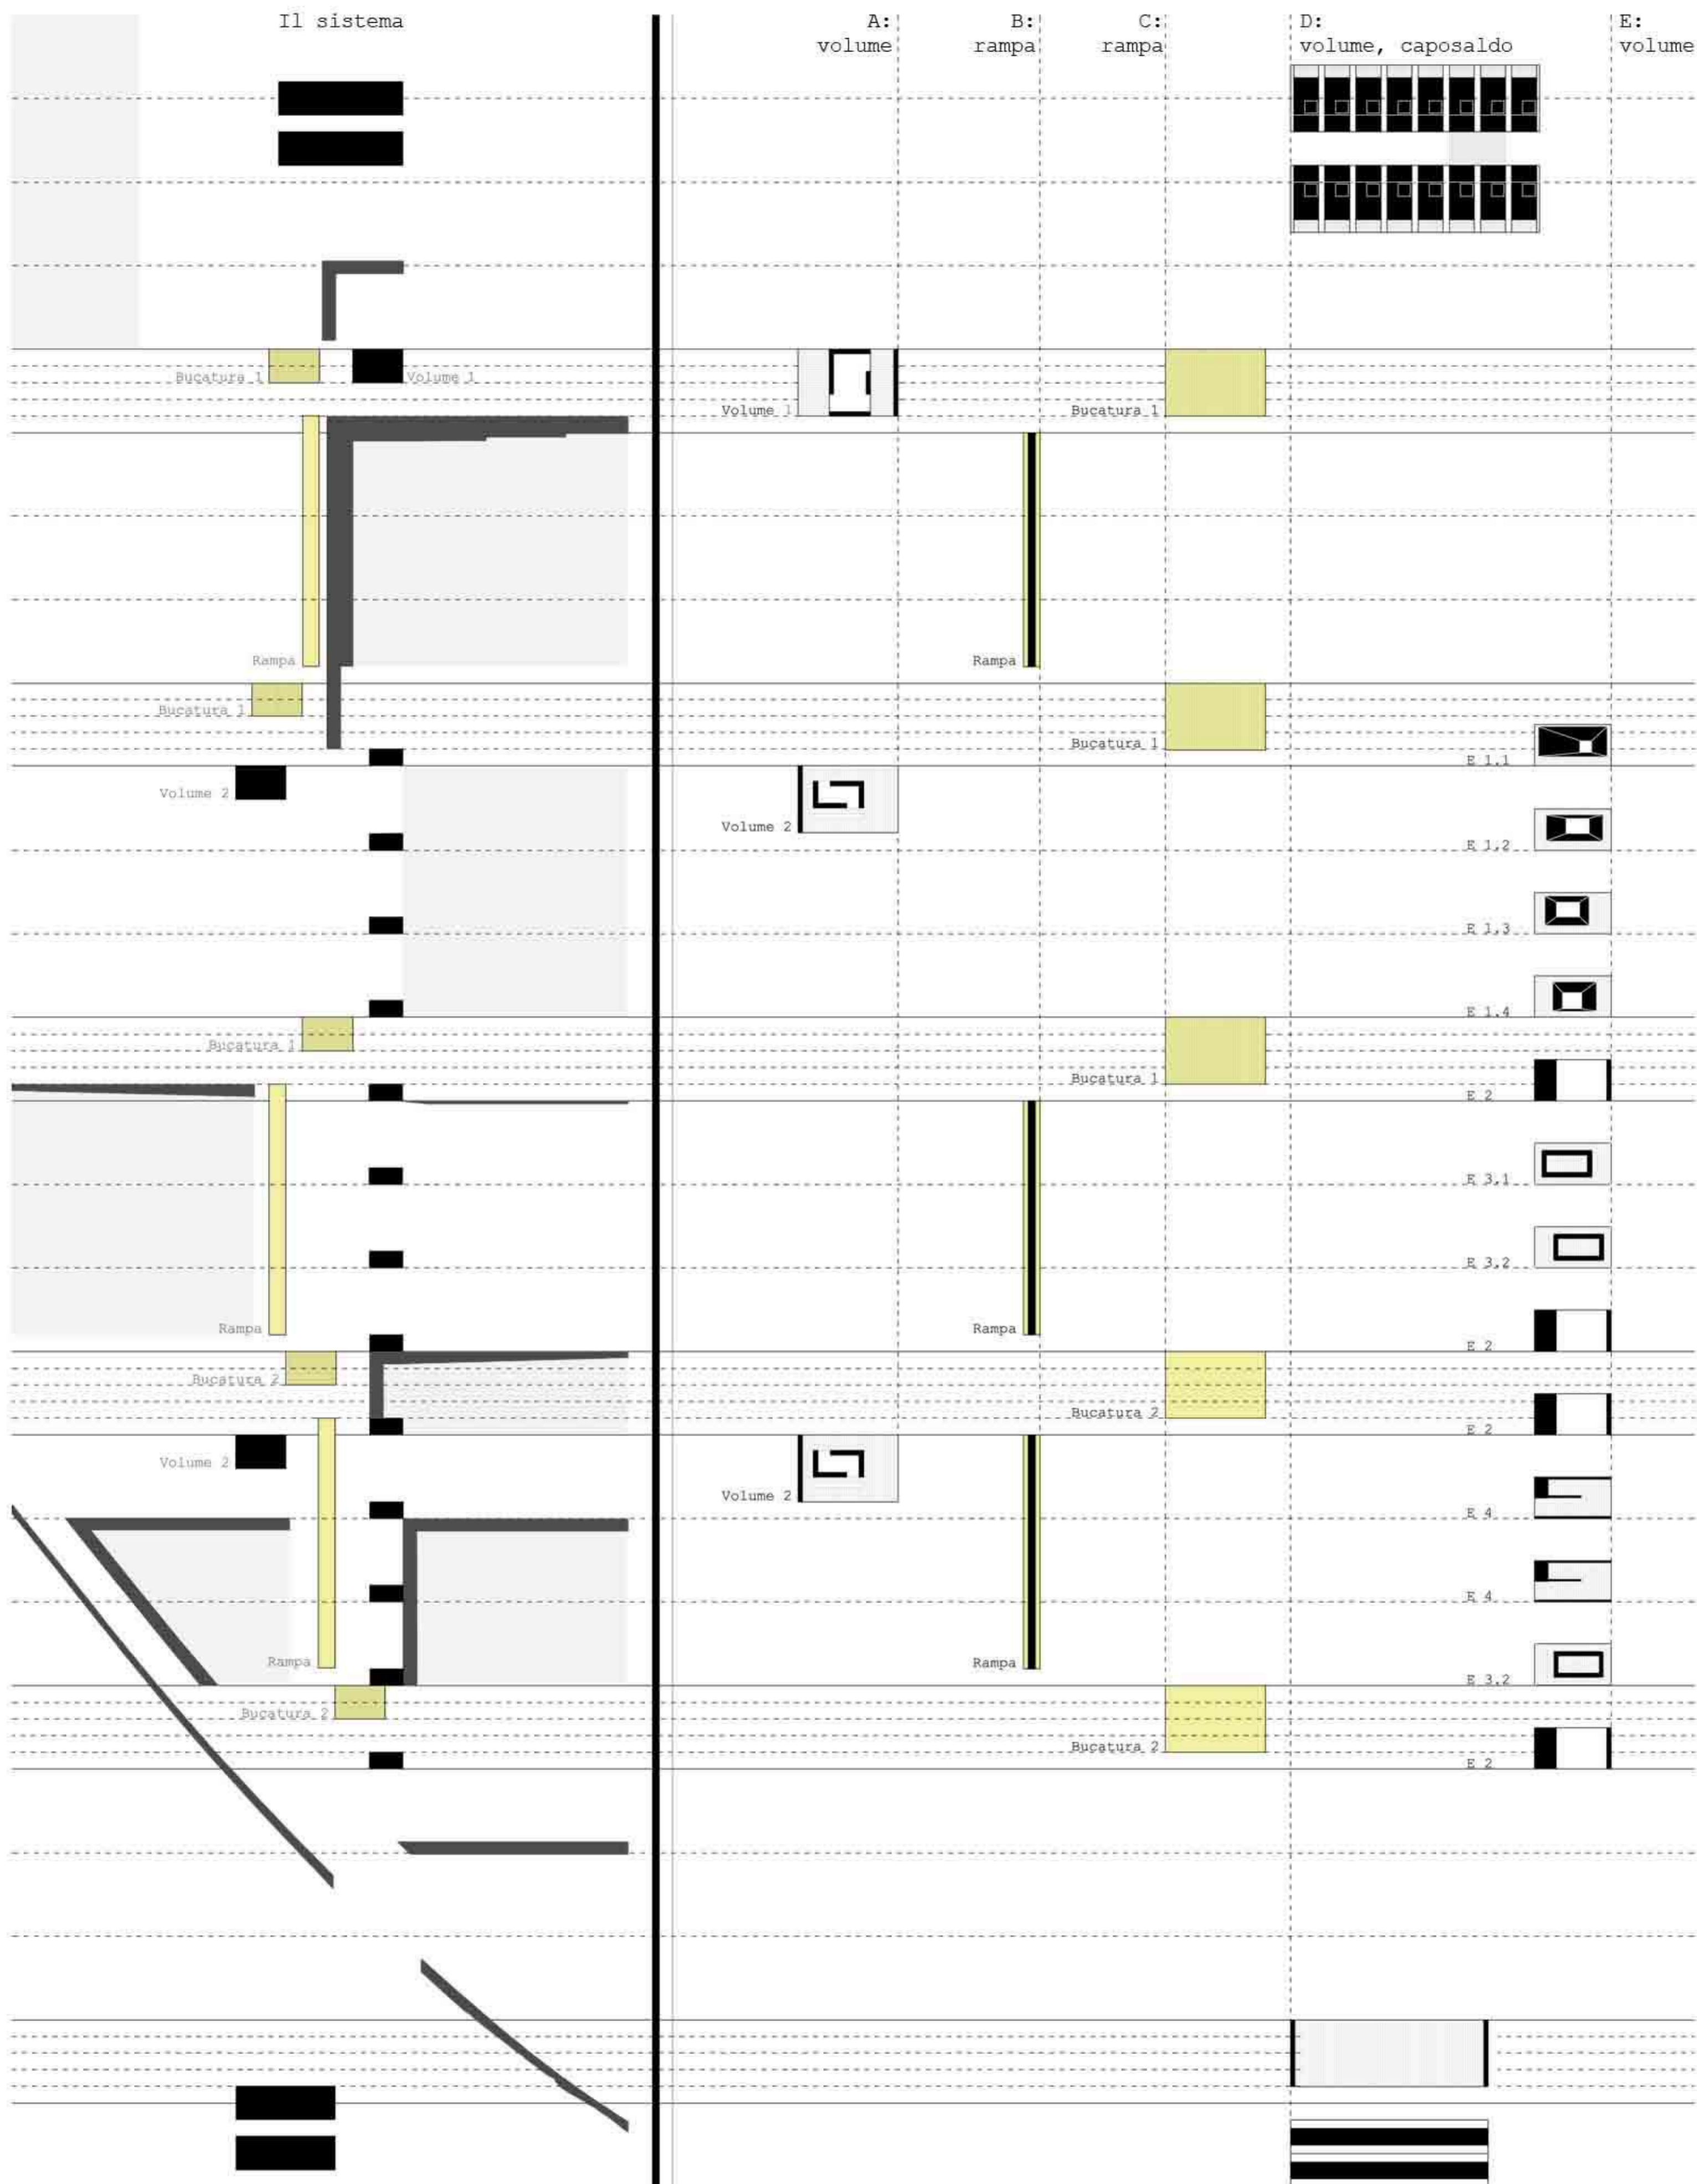 Il sistema
A:
volume
B:
rampa
C:
rampa
D:
volume, caposaldo
E:
volume
Bucatura 1
Volume 1
Volume 1
Bucatura 1
Rampa
Rampa
Bucatura 1
Bucatura 1
E 1.1
Volume 2
Volume 2
E 1.2
E 1.3
E 1.4
Bucatura 1
Bucatura 1
E 2
E 3.1
E 3.2
Rampa
Rampa
E 2
Bucatura 2
Bucatura 2
E 2
Volume 2
Volume 2
E 4
E 4
Rampa
Rampa
E 3.2
Bucatura 2
Bucatura 2
E 2